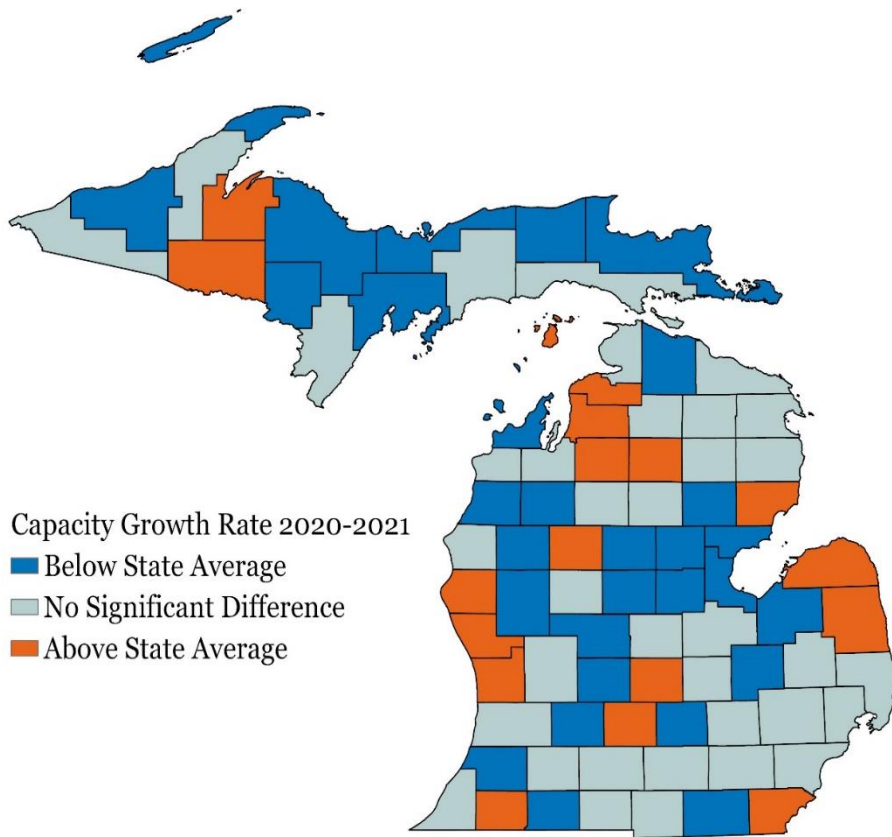 Capacity Growth Rate 2020-2021
Below State Average
No Significant Difference
Above State Average